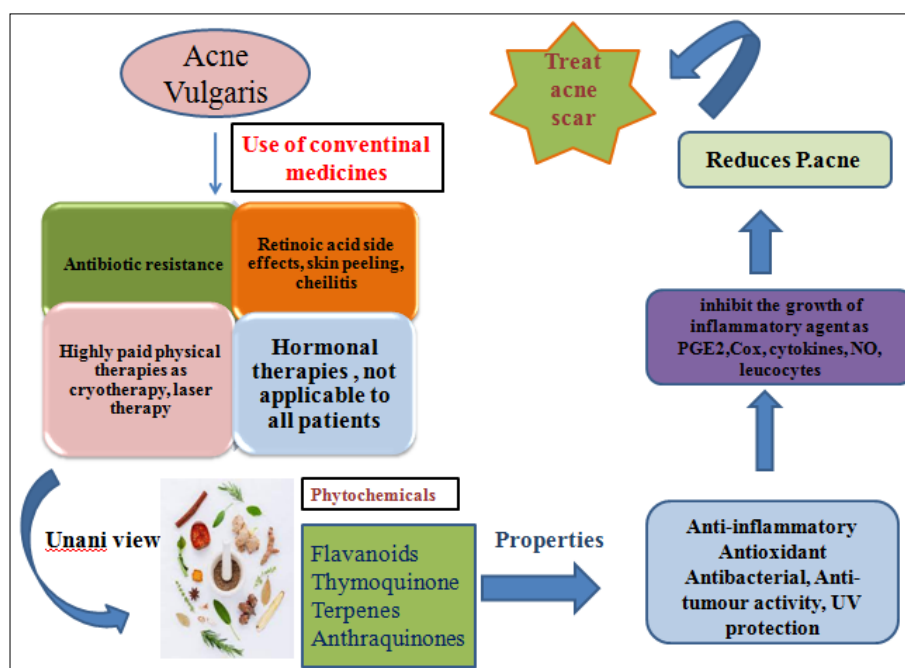 Acne
Vulgaris
Use of conventinal
medicines
Antibiotic resistance
Retinoic acid side
effects, skin peeling,
cheilitis
Highly paid physical
therapies as
cryotherapy, laser
therapy
Hormonal
therapies , not
applicable to
all patients
Unani view
Phytochemicals
Flavanoids
Thymoquinone
Terpenes
Anthraquinones
Properties
Anti-inflammatory
Antioxidant
Antibacterial, Anti-
tumour activity, UV
protection
inhibit the growth of
inflammatory agent as
PGE2,Cox, cytokines, NO,
leucocytes
Reduces P.acne
Treat
acne
scar